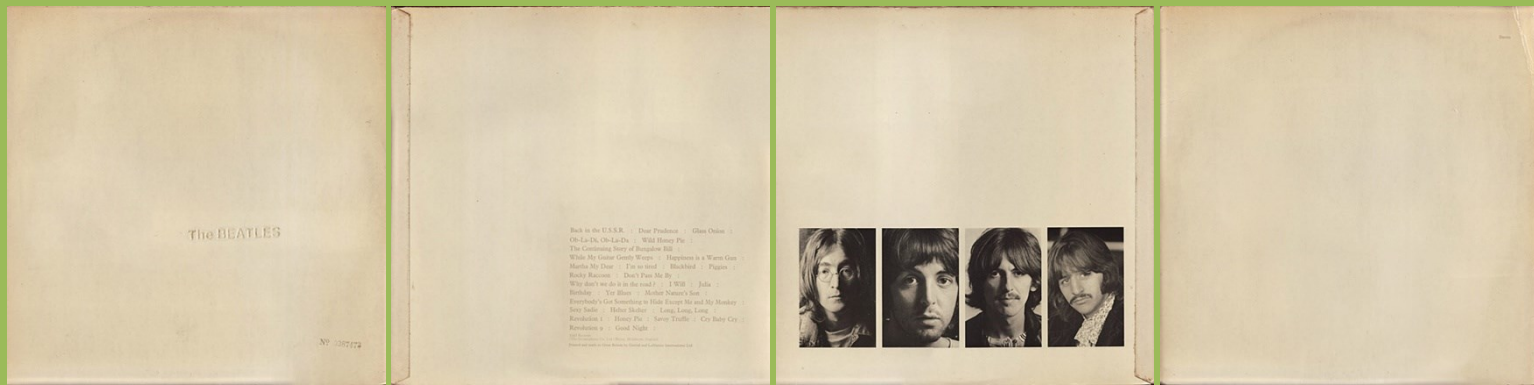 The BEATLES
Nº
Back in the U.S.S.R. : Dear Prudence : Glass Onion :
Ob-La-Di, Ob-La-Da : Wild Honey Pie :
The Continuing Story of Bungalow Bill :
While My Guitar Gently Weeps : Happiness is a Warm Gun :
Martha My Dear : I'm so tired : Blackbird : Piggies :
Rocky Raccoon : Don't Pass Me By :
Why don't we do it in the road? : I Will : Julia :
Birthday : Yer Blues : Mother Nature's Son :
Everybody's Got Something to Hide Except Me and My Monkey :
Sexy Sadie : Helter Skelter : Long, Long, Long :
Revolution 1 : Honey Pie : Savoy Truffle : Cry Baby Cry :
Revolution 9 : Good Night :
Stereo